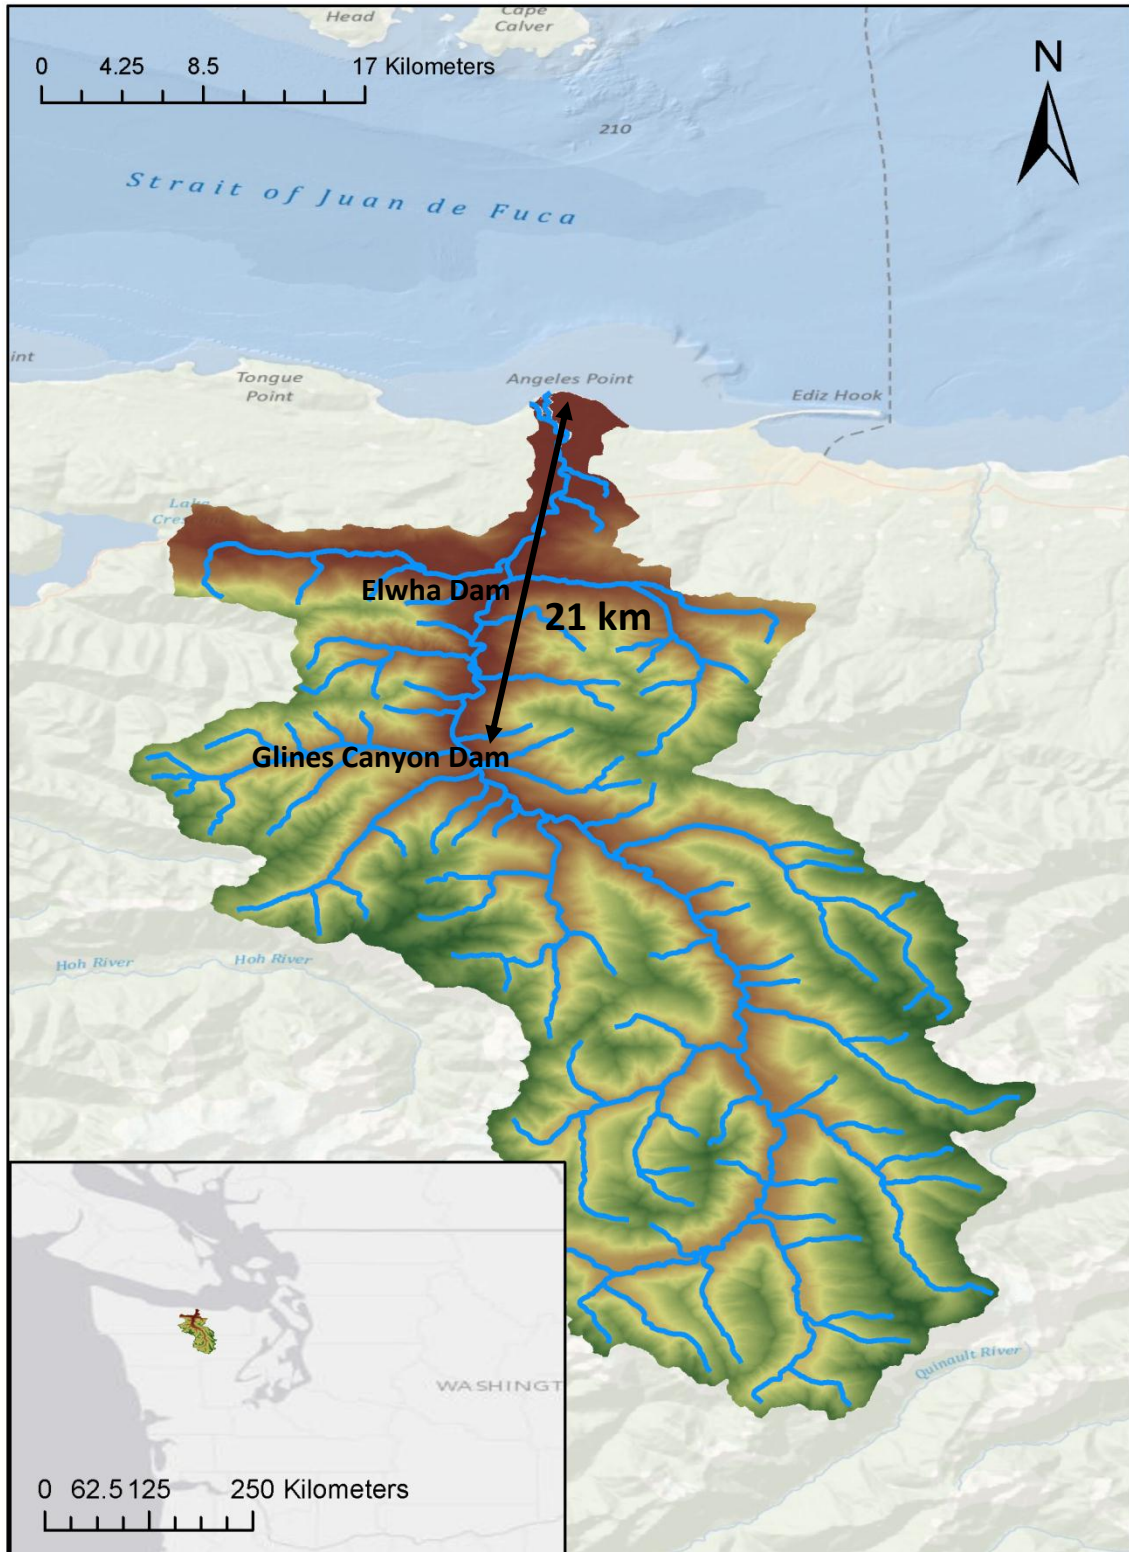 Head
Cape
Calver
0 4.25 8.5 17 Kilometers
N
210
Strait of Juan de Fuca
int
Tongue
Point
Angeles Point
Ediz Hook
Lake
Elwha Dam
21 km
Glines Canyon Dam
Hoh River
Hoh River
Quinault River
WASHINGT
0 62.5 125 250 Kilometers